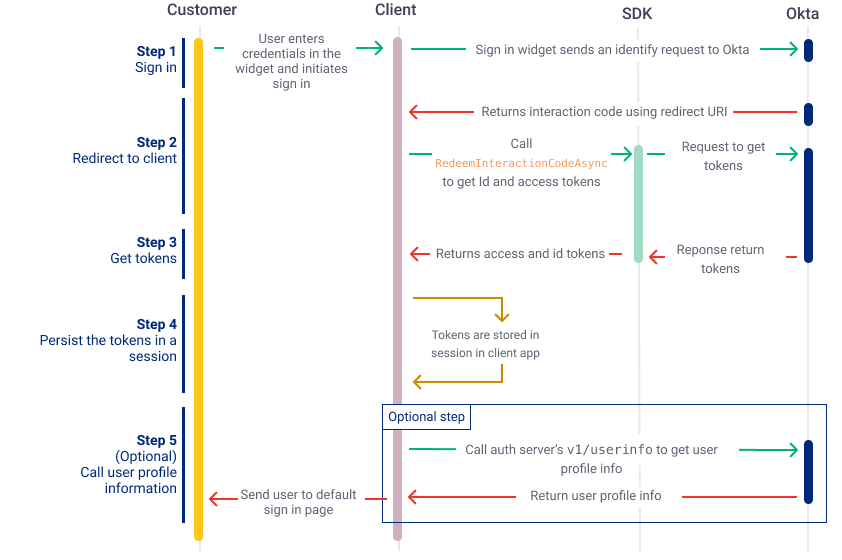 Customer
Client
SDK
Okta
Step 1
Sign in
User enters
credentials in the
widget and initiates
sign in
Sign in widget sends an identify request to Okta
Returns interaction code using redirect URI
Step 2
Redirect to client
Call
RedeemInteractionCodeAsync
to get Id and access tokens
Request to get
tokens
Step 3
Get tokens
Returns access and id tokens
Reponse return
tokens
Step 4
Persist the tokens in a
session
Tokens are stored in
session in client app
Optional step
Step 5
(Optional)
Call user profile
information
Call auth server's v1/userinfo to get user
profile info
Send user to default
sign in page
Return user profile info